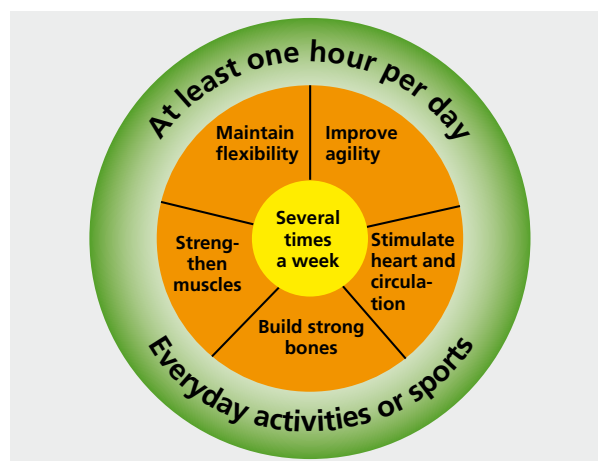 At least one hour per day
Maintain
flexibility
Improve
agility
Several
times
a week
Streng-
then
muscles
Stimulate
heart and
circula-
tion
Build strong
bones
Everyday activities or sports